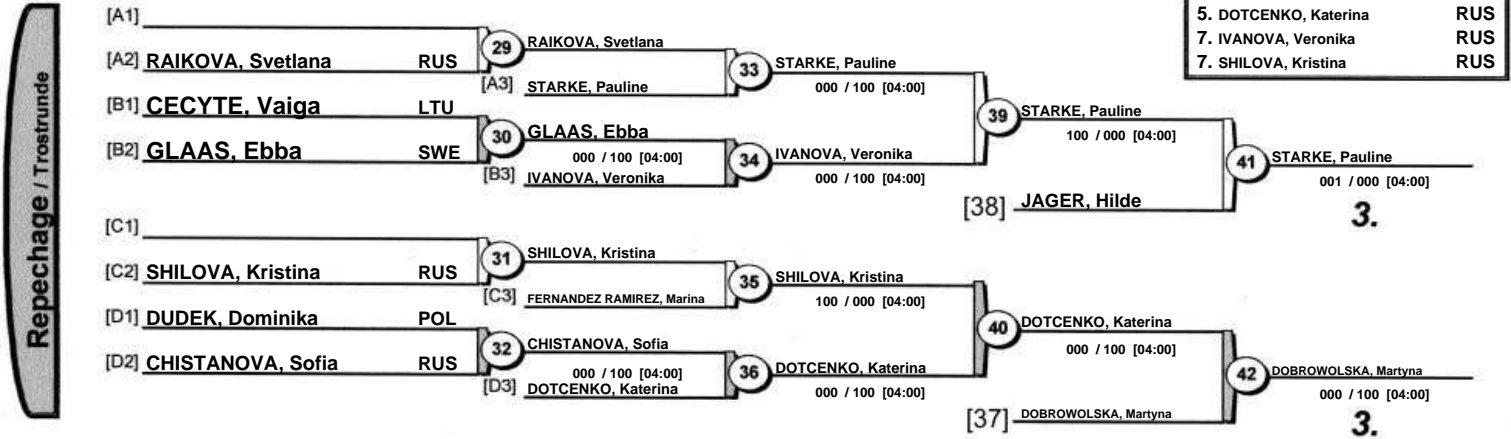 5. DOTCENKO, Katerina RUS
7. IVANOVA, Veronika RUS
7. SHILOVA, Kristina RUS
Repechage / Trostrunde
[A1]
[A2] RAIKOVA, Svetlana RUS
29 RAIKOVA, Svetlana
[A3] STARKE, Pauline
33 STARKE, Pauline
000 / 100 [04:00]
[B1] CECYTE, Vaiga LTU
[B2] GLAAS, Ebba SWE
30 GLAAS, Ebba
000 / 100 [04:00]
[B3] IVANOVA, Veronika
34 IVANOVA, Veronika
000 / 100 [04:00]
39 STARKE, Pauline
100 / 000 [04:00]
[38] JAGER, Hilde
41 STARKE, Pauline
001 / 000 [04:00]
3.
[C1]
[C2] SHILOVA, Kristina RUS
31 SHILOVA, Kristina
[C3] FERNANDEZ RAMIREZ, Marina
35 SHILOVA, Kristina
100 / 000 [04:00]
[D1] DUDEK, Dominika POL
[D2] CHISTANOVA, Sofia RUS
32 CHISTANOVA, Sofia
000 / 100 [04:00]
[D3] DOTCENKO, Katerina
36 DOTCENKO, Katerina
000 / 100 [04:00]
40 DOTCENKO, Katerina
000 / 100 [04:00]
[37] DOBROWOLSKA, Martyna
42 DOBROWOLSKA, Martyna
000 / 100 [04:00]
3.